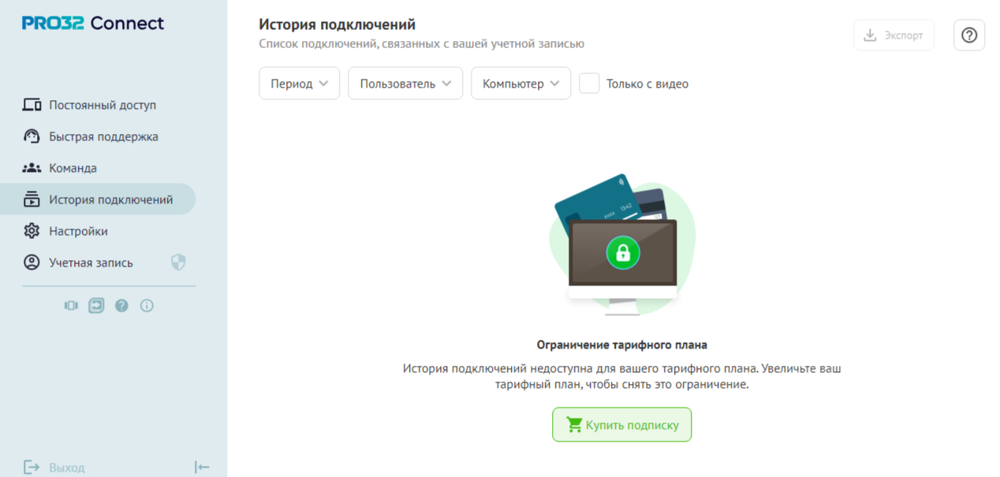 PRO32 Connect
Постоянный доступ
Быстрая поддержка
Команда
История подключений
Настройки
Учетная запись
Выход
История подключений
Список подключений, связанных с вашей учетной записью
Экспорт
Период
Пользователь
Компьютер
Только с видео
1342
XXXX
Ограничение тарифного плана
История подключений недоступна для вашего тарифного плана. Увеличьте ваш
тарифный план, чтобы снять это ограничение.
Купить подписку